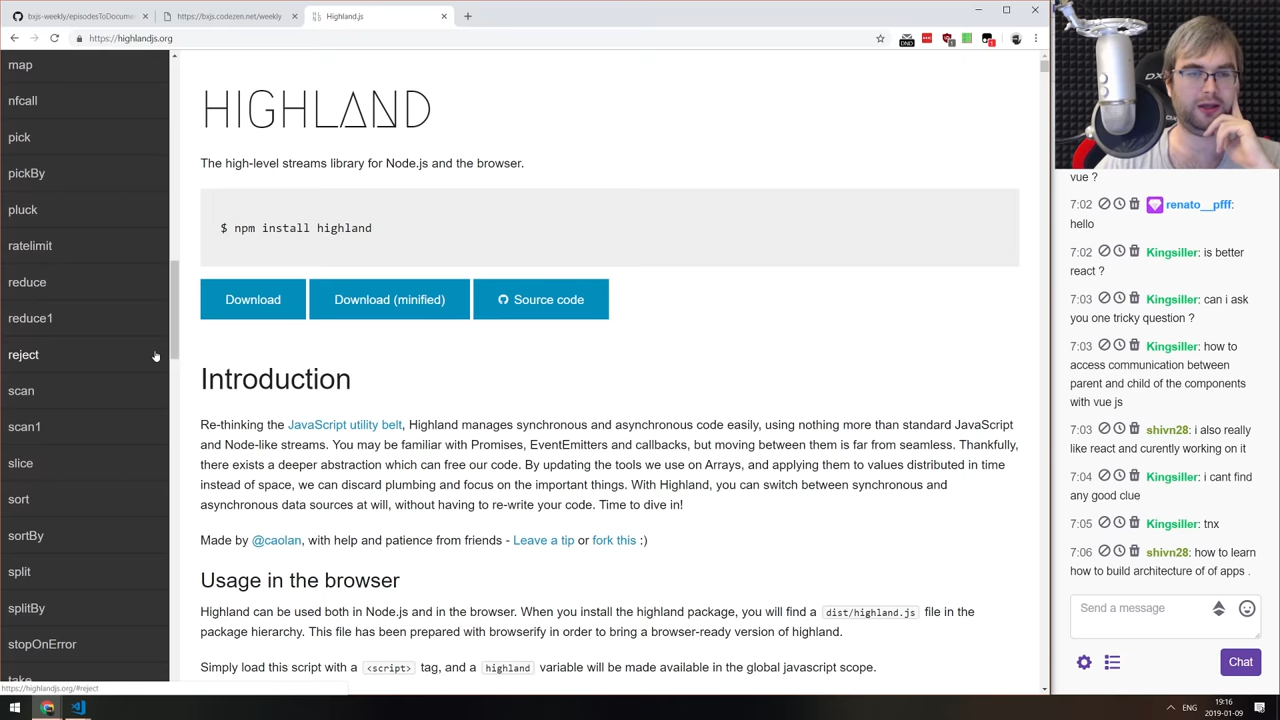 bxjs-weekly/episodesToDocume
https://bxjs.codezen.net/weekly
Highland.js
https://highlandjs.org
map
nfcall
pick
pickBy
pluck
ratelimit
reduce
reduce1
reject
scan
scan1
slice
sort
sortBy
split
splitBy
stopOnError
take
https://highlandjs.org/#reject
HIGHLAND
The high-level streams library for Node.js and the browser.
$ npm install highland
Download
Download (minified)
Source code
Introduction
Re-thinking the JavaScript utility belt, Highland manages synchronous and asynchronous code easily, using nothing more than standard JavaScript
and Node-like streams. You may be familiar with Promises, EventEmitters and callbacks, but moving between them is far from seamless. Thankfully,
there exists a deeper abstraction which can free our code. By updating the tools we use on Arrays, and applying them to values distributed in time
instead of space, we can discard plumbing and focus on the important things. With Highland, you can switch between synchronous and
asynchronous data sources at will, without having to re-write your code. Time to dive in!
Made by @caolan, with help and patience from friends - Leave a tip or fork this :)
Usage in the browser
Highland can be used both in Node.js and in the browser. When you install the highland package, you will find a dist/highland.js file in the
package hierarchy. This file has been prepared with browserify in order to bring a browser-ready version of highland.
Simply load this script with a <script> tag, and a highland variable will be made available in the global javascript scope.
vue ?
7:02 renato__pfff:
hello
7:02 Kingsiller: is better
react ?
7:03 Kingsiller: can i ask
you one tricky question ?
7:03 Kingsiller: how to
access communication between
parent and child of the components
with vue js
7:03 shivn28: i also really
like react and curently working on it
7:04 Kingsiller: i cant find
any good clue
7:05 Kingsiller: tnx
7:06 shivn28: how to learn
how to build architecture of of apps .
Send a message
Chat
ENG
19:16
2019-01-09